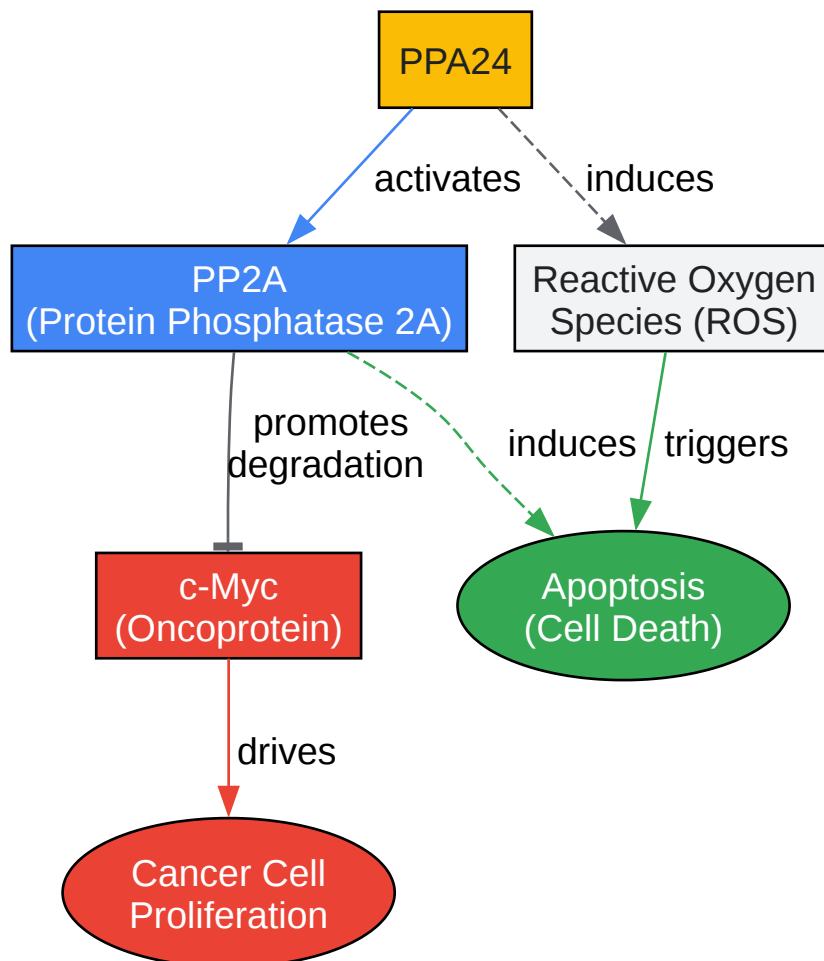 PPA24
activates
induces
PP2A
(Protein Phosphatase 2A)
Reactive Oxygen
Species (ROS)
promotes
degradation
induces
triggers
c-Myc
(Oncoprotein)
Apoptosis
(Cell Death)
drives
Cancer Cell
Proliferation